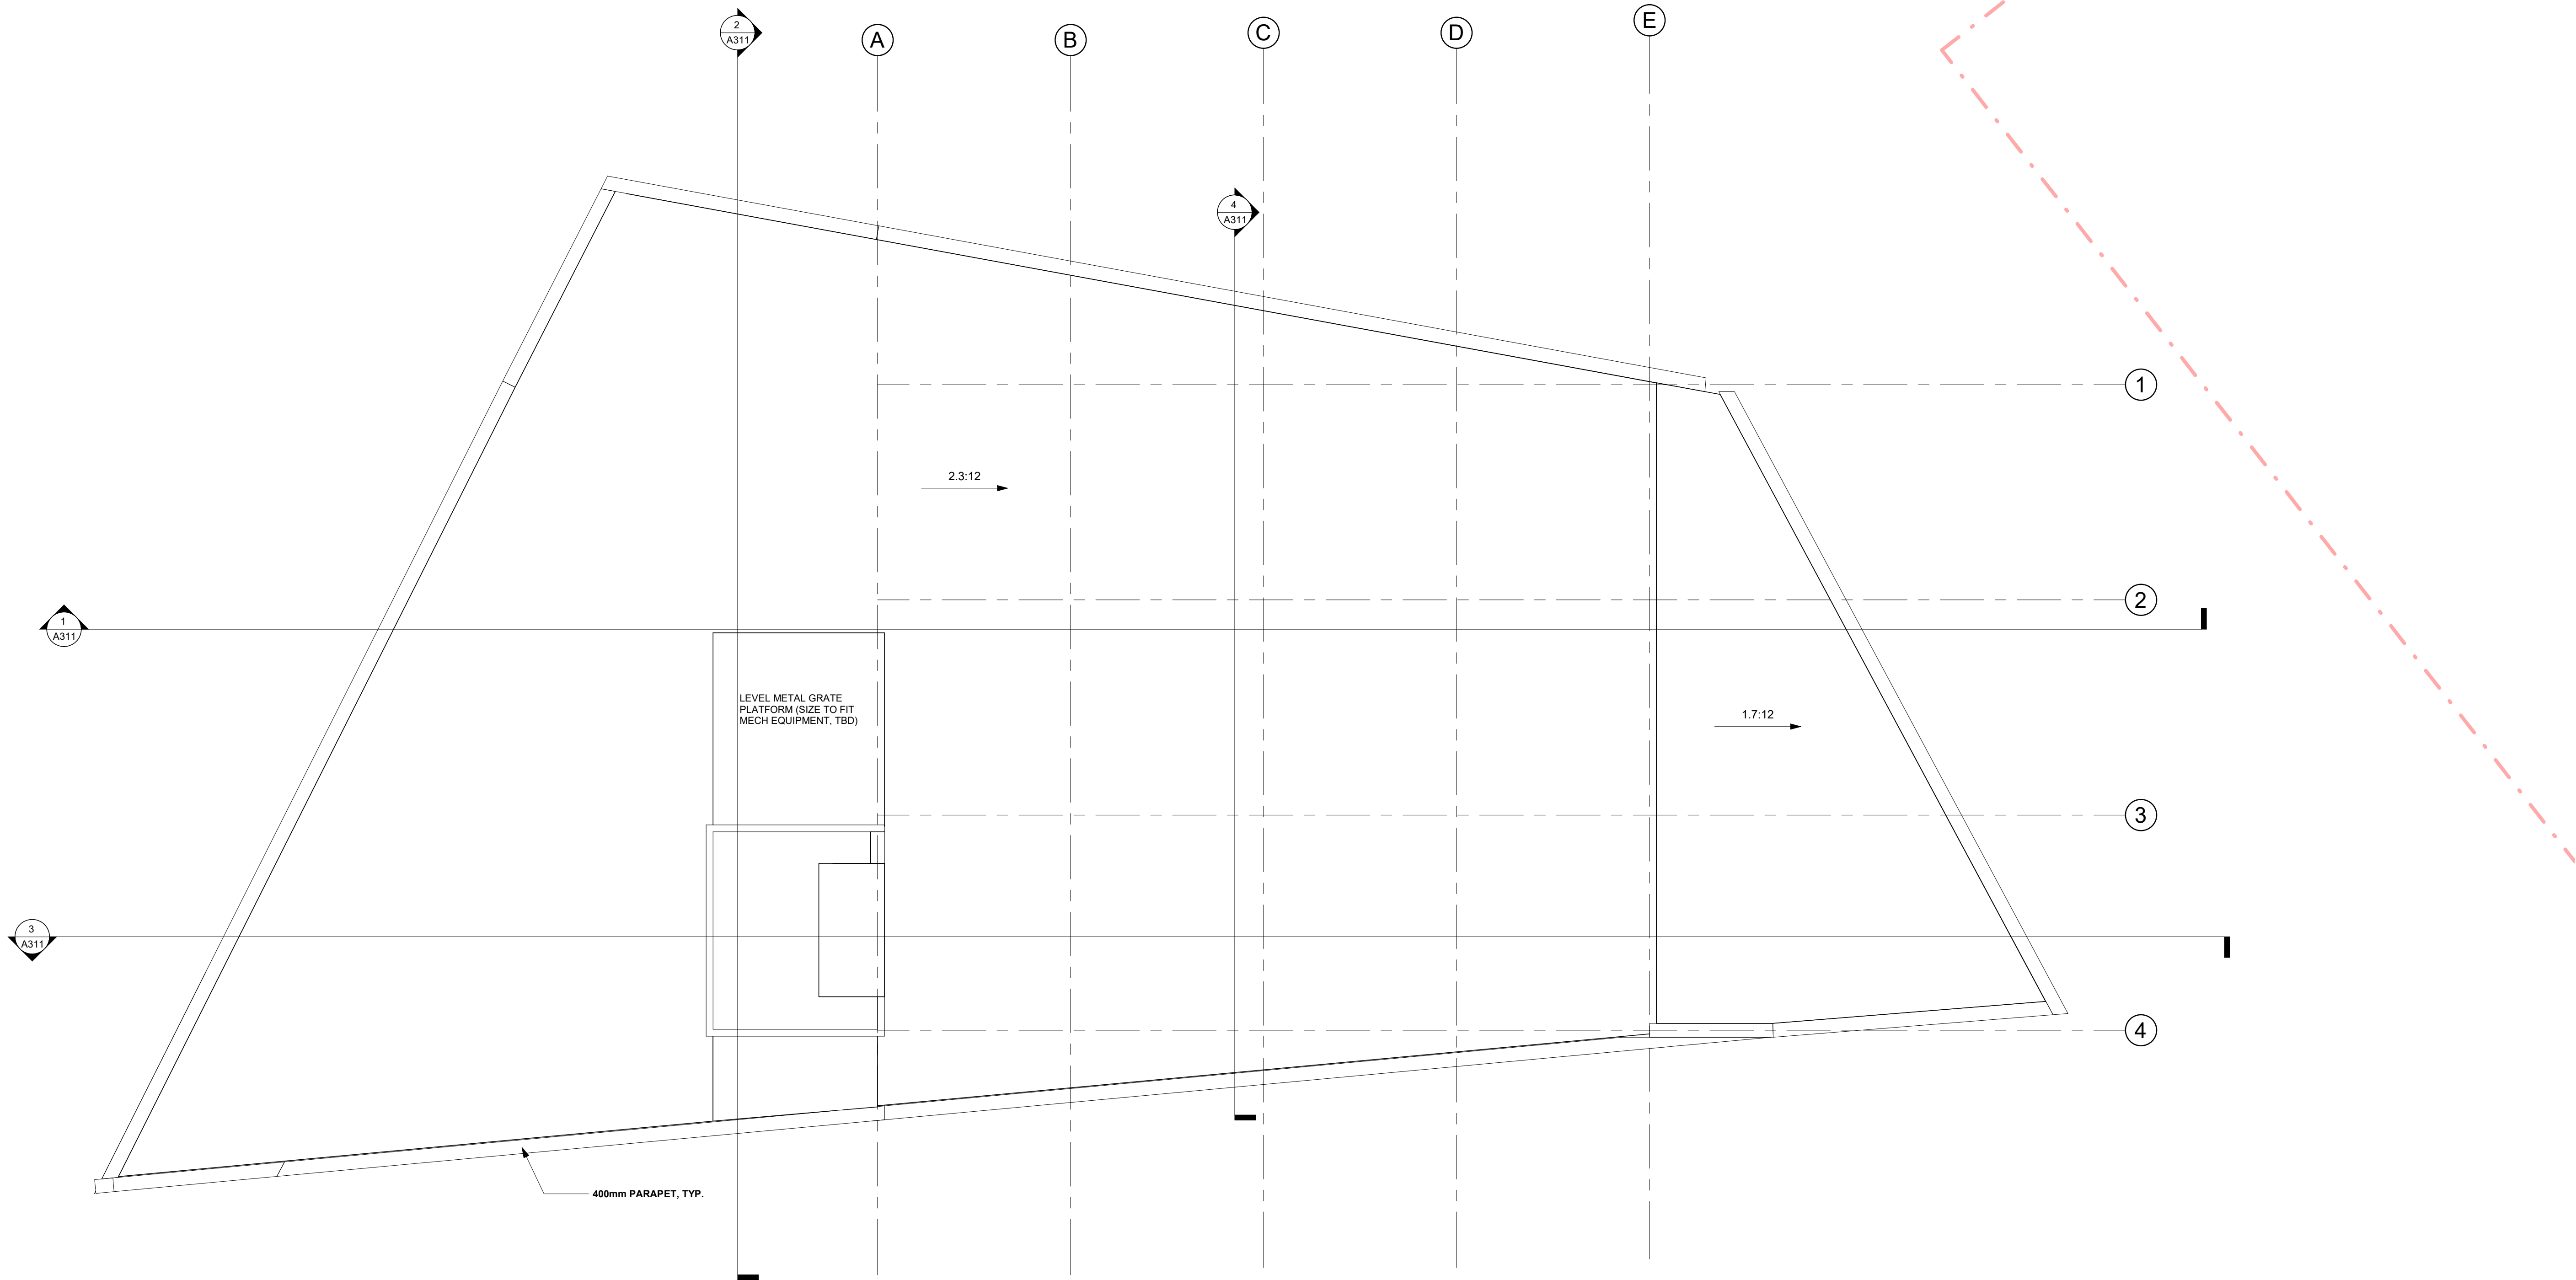 E
2
A311
A
B
C
D
4
A311
1
2.3:12
2
1
A311
LEVEL METAL GRATE
PLATFORM (SIZE TO FIT
MECH EQUIPMENT, TBD)
1.7:12
3
3
A311
4
400mm PARAPET, TYP.